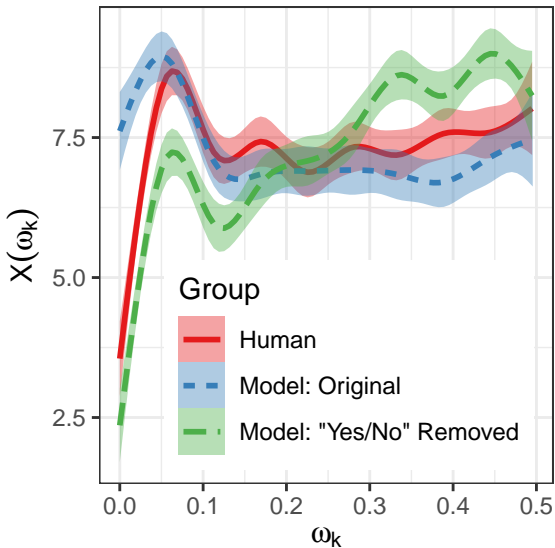 X(ωk)
7.5
5.0
2.5
Group
Human
Model: Original
Model: "Yes/No" Removed
0.0 0.1 0.2 0.3 0.4 0.5
ωk